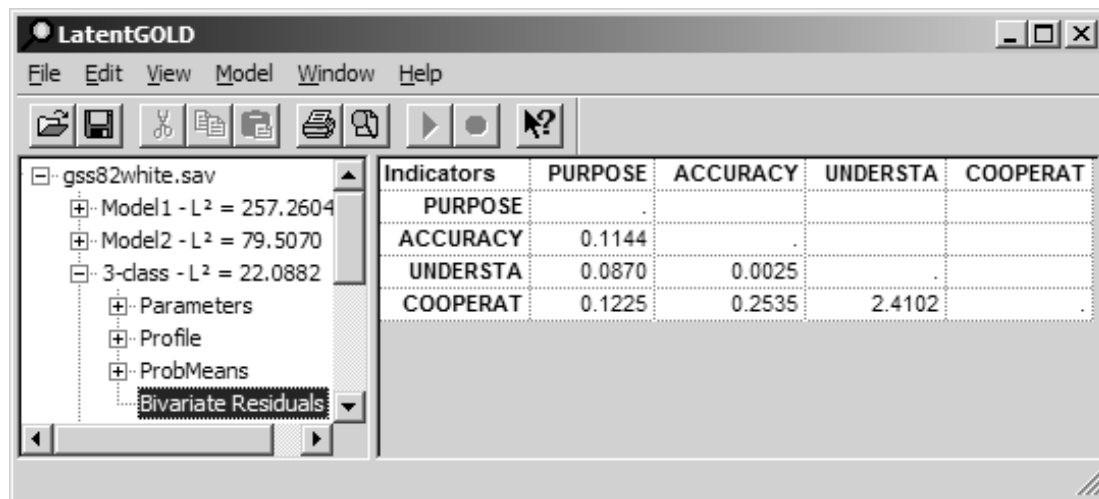 LatentGOLD
File Edit View Model Window Help
gss82white.sav
Model1 - L² = 257.2604
Model2 - L² = 79.5070
3-class - L² = 22.0882
Parameters
Profile
ProbMeans
Bivariate Residuals
Indicators PURPOSE ACCURACY UNDERSTA COOPERAT
PURPOSE .
ACCURACY 0.1144 .
UNDERSTA 0.0870 0.0025 .
COOPERAT 0.1225 0.2535 2.4102 .